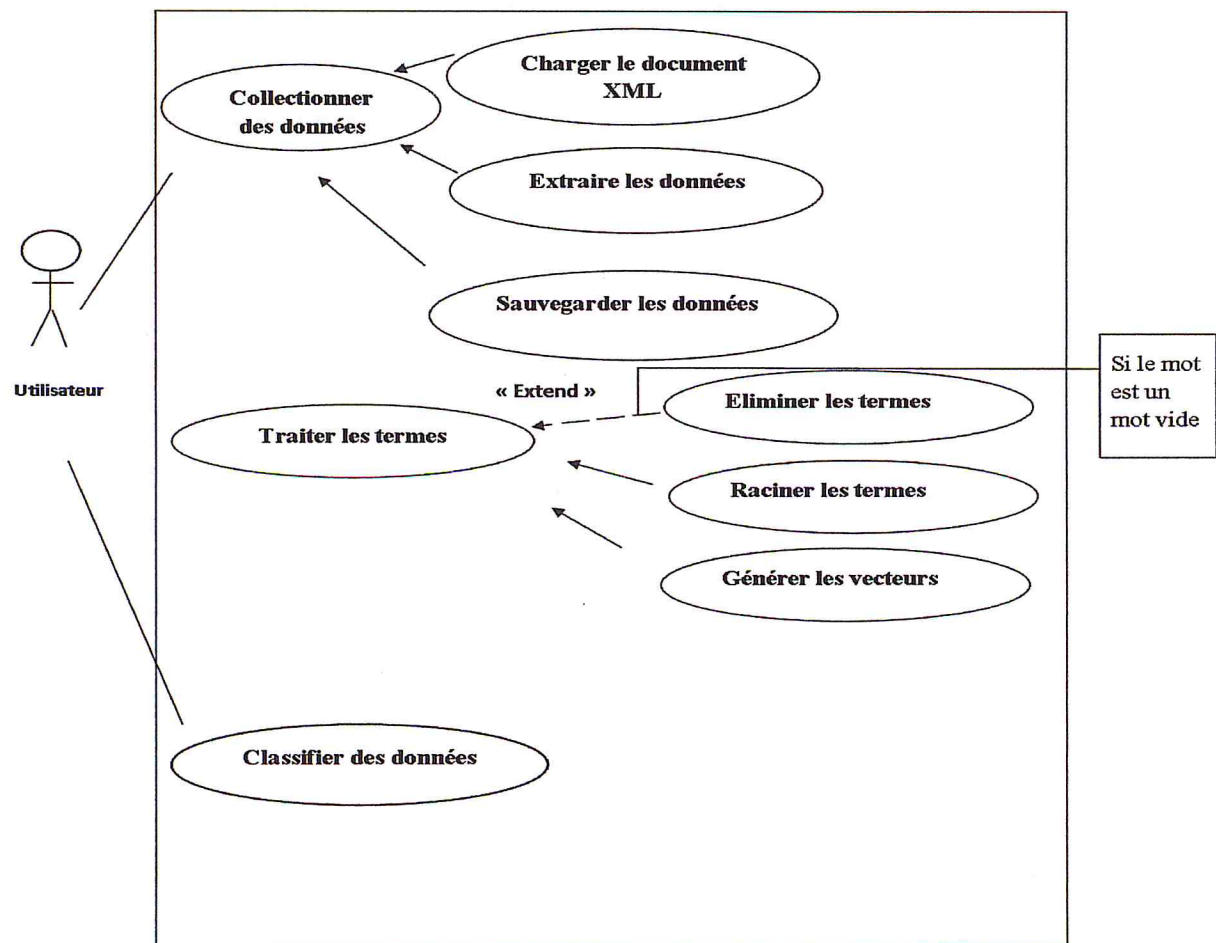 Charger le document
XML
Collectionner
des données
Extraire les données
Sauvegarder les données
Utilisateur
« Extend »
Eliminer les termes
Si le mot
est un
mot vide
Traiter les termes
Raciner les termes
Générer les vecteurs
Classifier des données